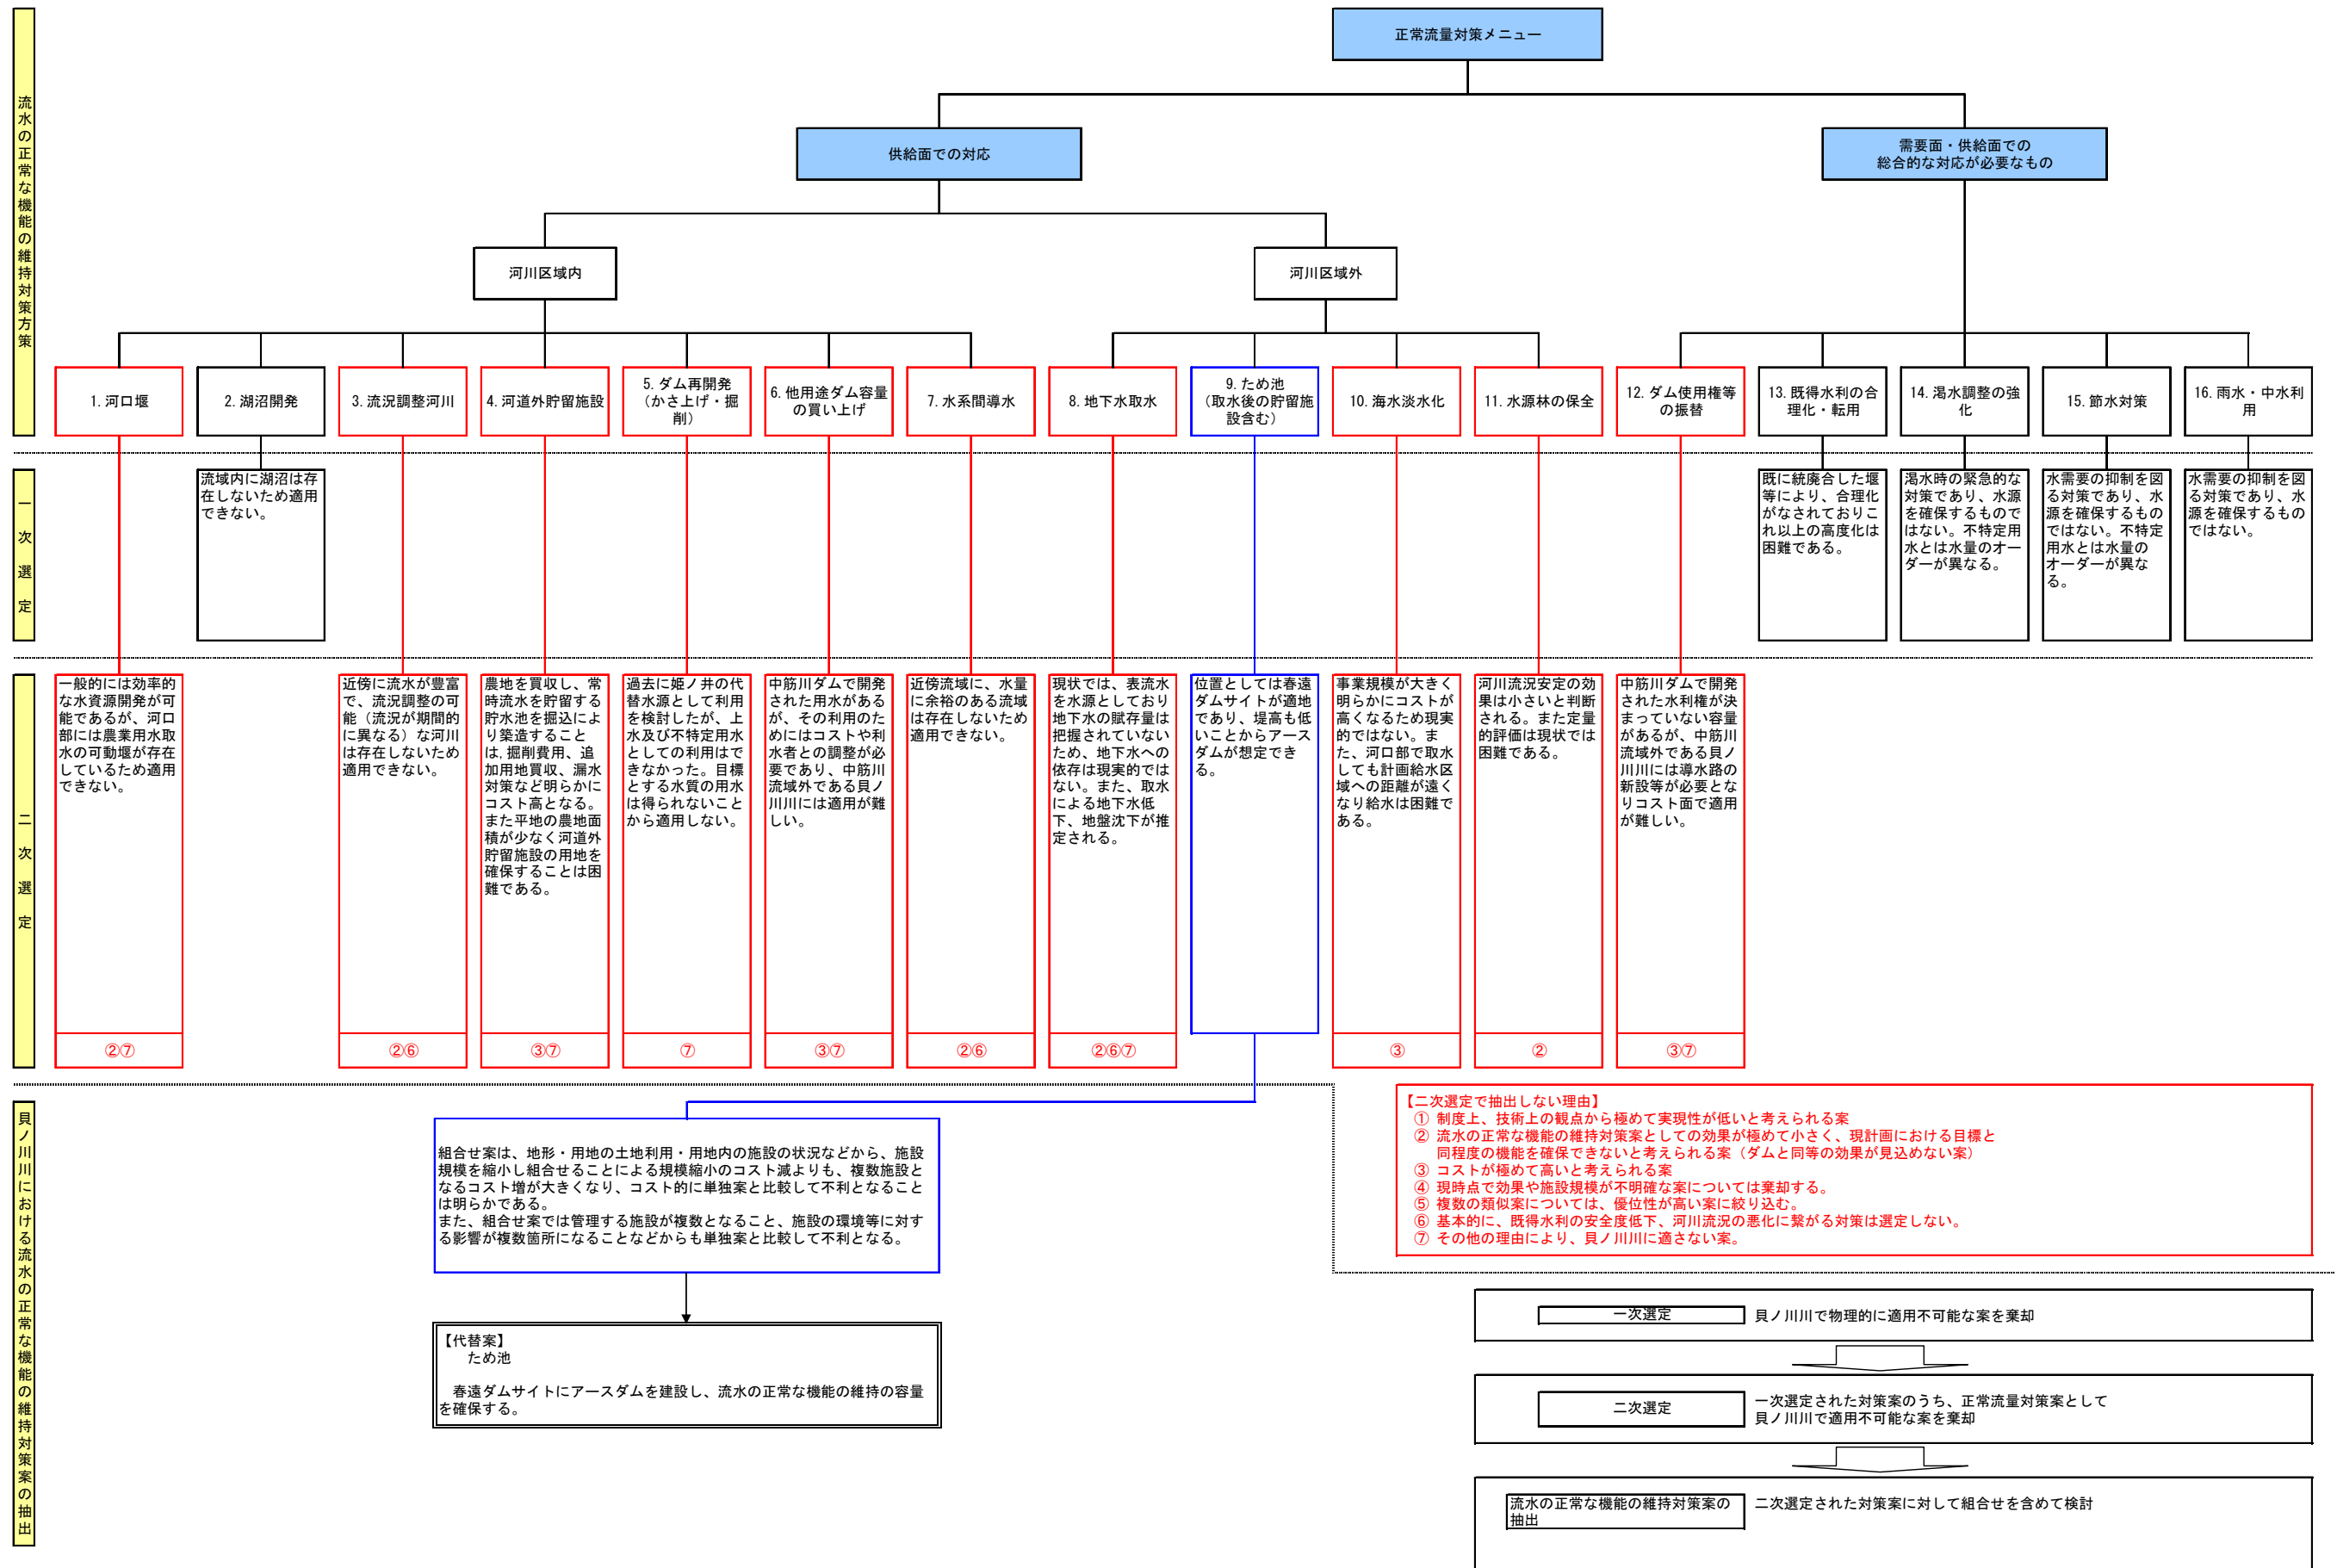 流水の正常な機能の維持対策方策
正常流量対策メニュー
供給面での対応
需要面・供給面での
総合的な対応が必要なもの
河川区域内
河川区域外
1. 河口堰
2. 湖沼開発
3. 流況調整河川
4. 河道外貯留施設
5. ダム再開発
（かさ上げ・掘
削）
6. 他用途ダム容量
の買い上げ
7. 水系間導水
8. 地下水取水
9. ため池
（取水後の貯留施
設含む）
10. 海水淡水化
11. 水源林の保全
12. ダム使用権等
の振替
13. 既得水利の合
理化・転用
14. 渇水調整の強
化
15. 節水対策
16. 雨水・中水利
用
一次選定
流域内に湖沼は存
在しないため適用
できない。
既に統廃合した堰
等により、合理化
がなされておりこ
れ以上の高度化は
困難である。
渇水時の緊急的な
対策であり、水源
を確保するもので
はない。不特定用
水とは水量のオー
ダーが異なる。
水需要の抑制を図
る対策であり、水
源を確保するもの
ではない。不特定
用水とは水量の
オーダーが異な
る。
水需要の抑制を図
る対策であり、水
源を確保するもの
ではない。
二次選定
一般的には効率的
な水資源開発が可
能であるが、河口
部には農業用水取
水の可動堰が存在
しているため適用
できない。
②⑦
近傍に流水が豊富
で、流況調整の可
能（流況が期間的
に異なる）な河川
は存在しないため
適用できない。
②⑥
農地を買収し、常
時流水を貯留する
貯水池を掘込によ
り築造すること
は,掘削費用、追
加用地買収、漏水
対策など明らかに
コスト高となる。
また平地の農地面
積が少なく河道外
貯留施設の用地を
確保することは困
難である。
③⑦
過去に姫ノ井の代
替水源として利用
を検討したが、上
水及び不特定用水
としての利用はで
きなかった。目標
とする水質の用水
は得られないこと
から適用しない。
⑦
中筋川ダムで開発
された用水がある
が、その利用のた
めにはコストや利
水者との調整が必
要であり、中筋川
流域外である貝ノ
川川には適用が難
しい。
③⑦
近傍流域に、水量
に余裕のある流域
は存在しないため
適用できない。
②⑥
現状では、表流水
を水源としており
地下水の賦存量は
把握されていない
ため、地下水への
依存は現実的では
ない。また、取水
による地下水低
下、地盤沈下が推
定される。
②⑥⑦
位置としては春遠
ダムサイトが適地
であり、堤高も低
いことからアース
ダムが想定でき
る。
事業規模が大きく
明らかにコストが
高くなるため現実
的ではない。ま
た、河口部で取水
しても計画給水区
域への距離が遠く
なり給水は困難で
ある。
③
河川流況安定の効
果は小さいと判断
される。また定量
的評価は現状では
困難である。
②
中筋川ダムで開発
された水利権が決
まっていない容量
があるが、中筋川
流域外である貝ノ
川川には導水路の
新設等が必要とな
りコスト面で適用
が難しい。
③⑦
貝ノ川川における流水の正常な機能の維持対策案の抽出
組合せ案は、地形・用地の土地利用・用地内の施設の状況などから、施設
規模を縮小し組合せることによる規模縮小のコスト減よりも、複数施設と
なるコスト増が大きくなり、コスト的に単独案と比較して不利となること
は明らかである。
また、組合せ案では管理する施設が複数となること、施設の環境等に対す
る影響が複数箇所になることなどからも単独案と比較して不利となる。
【代替案】
ため池
春遠ダムサイトにアースダムを建設し、流水の正常な機能の維持の容量
を確保する。
【二次選定で抽出しない理由】
① 制度上、技術上の観点から極めて実現性が低いと考えられる案
② 流水の正常な機能の維持対策案としての効果が極めて小さく、現計画における目標と
同程度の機能を確保できないと考えられる案（ダムと同等の効果が見込めない案）
③ コストが極めて高いと考えられる案
④ 現時点で効果や施設規模が不明確な案については棄却する。
⑤ 複数の類似案については、優位性が高い案に絞り込む。
⑥ 基本的に、既得水利の安全度低下、河川流況の悪化に繋がる対策は選定しない。
⑦ その他の理由により、貝ノ川川に適さない案。
一次選定
貝ノ川川で物理的に適用不可能な案を棄却
二次選定
一次選定された対策案のうち、正常流量対策案として
貝ノ川川で適用不可能な案を棄却
流水の正常な機能の維持対策案の
抽出
二次選定された対策案に対して組合せを含めて検討